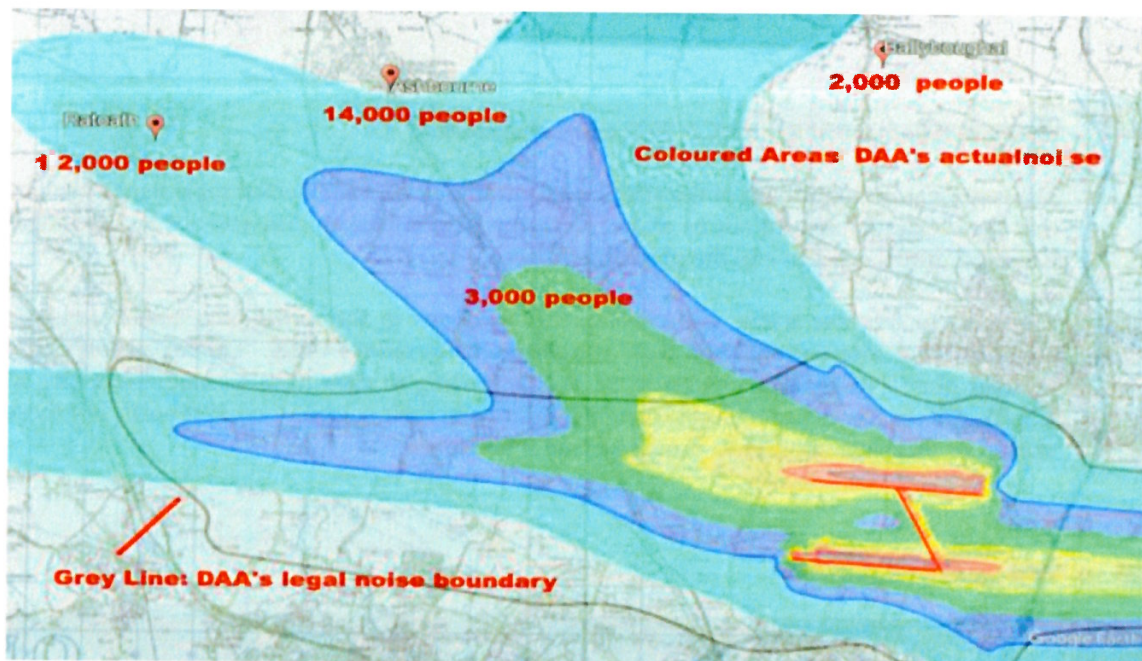 Ballyboughal
2,000 people
Ashbourne
14,000 people
Ratoath
1 2,000 people
Coloured Areas DAA's actualnoi se
3,000 people
Grey Line: DAA's legal noise boundary
Google Earth